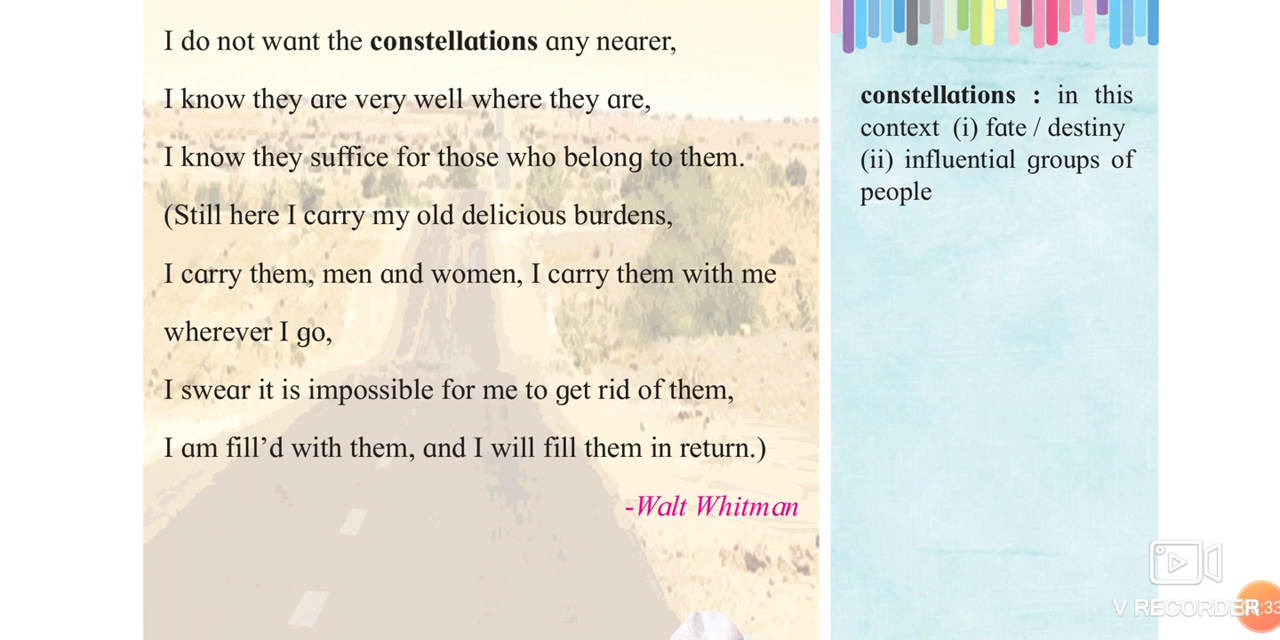 I do not want the constellations any nearer,
I know they are very well where they are,
I know they suffice for those who belong to them.
(Still here I carry my old delicious burdens,
I carry them, men and women, I carry them with me
wherever I go,
I swear it is impossible for me to get rid of them,
I am fill’d with them, and I will fill them in return.)
-Walt Whitman
constellations : in this
context (i) fate / destiny
(ii) influential groups of
people
V RECORDER